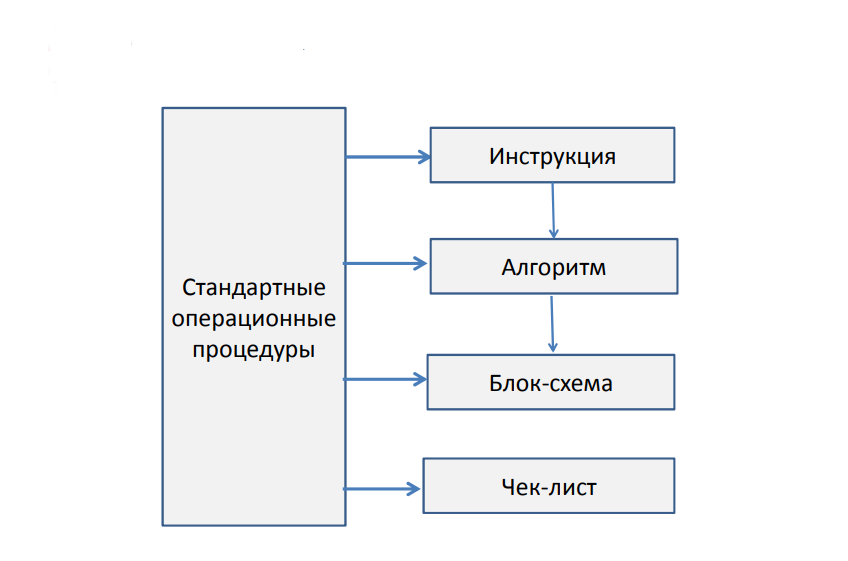 Стандартные
операционные
процедуры
Инструкция
Алгоритм
Блок-схема
Чек-лист